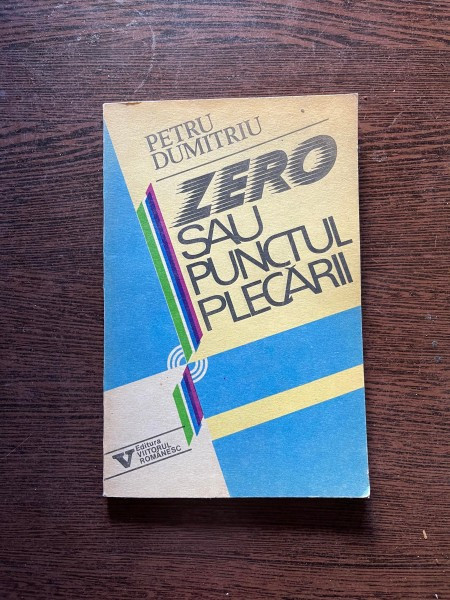 PETRU
DUMITRIU
ZERO
SAU
PUNCTUL
PLECĂRII
V Editura
VIITORUL
ROMÂNESC